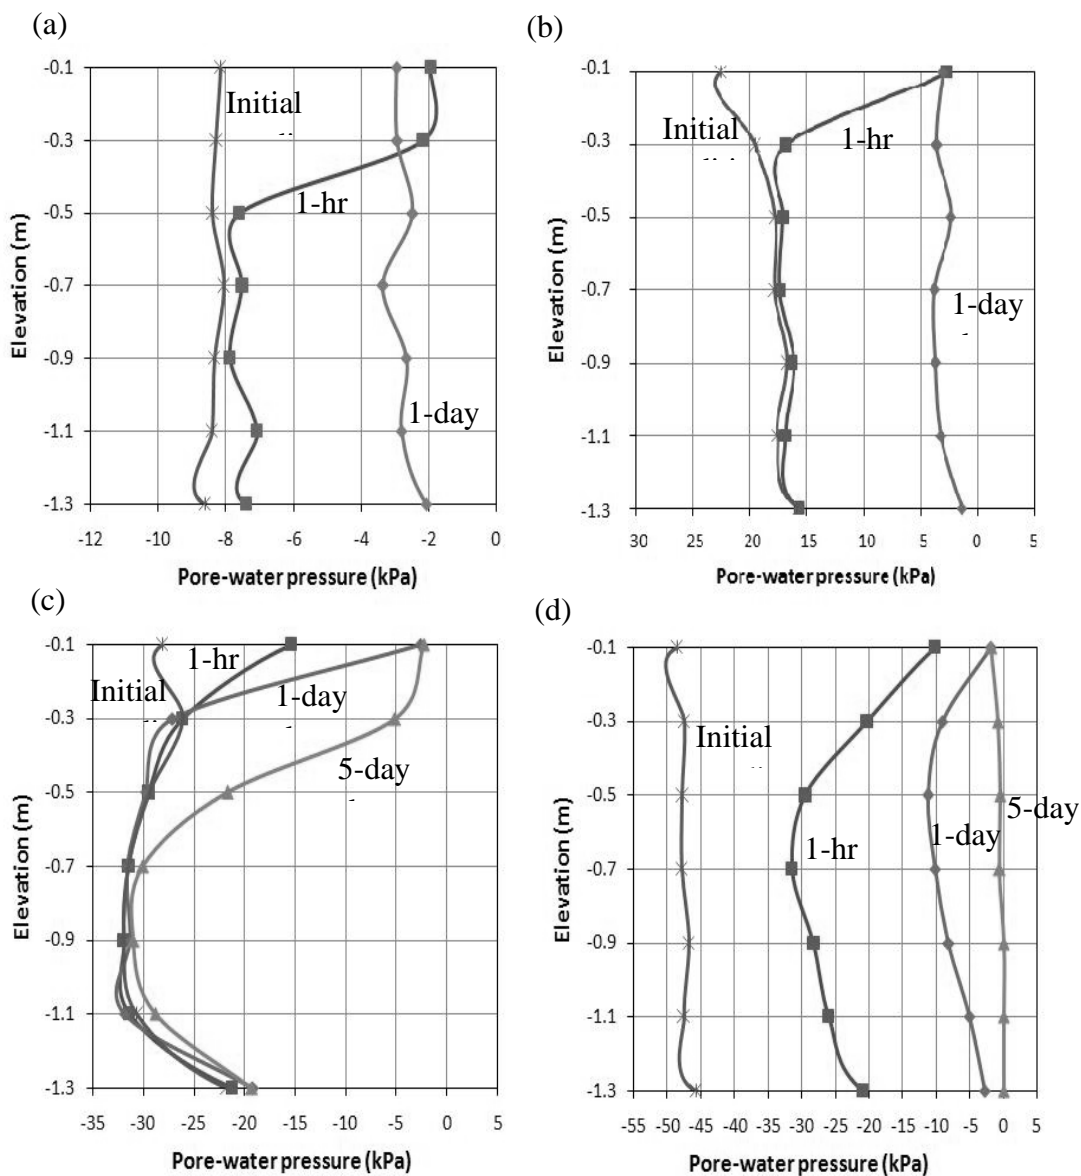 (a)
-0.1
-0.3
-0.5
-0.7
-0.9
-1.1
-1.3
Elevation (m)
Initial
1-hr
1-day
-12 -10 -8 -6 -4 -2 0
Pore-water pressure (kPa)
(b)
-0.1
-0.3
-0.5
-0.7
-0.9
-1.1
-1.3
Elevation (m)
Initial
1-hr
1-day
30 25 20 15 10 5 0 5
Pore-water pressure (kPa)
(c)
-0.1
-0.3
-0.5
-0.7
-0.9
-1.1
-1.3
Elevation (m)
Initial
1-hr
1-day
5-day
-35 -30 -25 -20 -15 -10 -5 0 5
Pore-water pressure (kPa)
(d)
-0.1
-0.3
-0.5
-0.7
-0.9
-1.1
-1.3
Elevation (m)
Initial
1-hr
1-day
5-day
-55 -50 -45 -40 -35 -30 -25 -20 -15 -10 -5 0 5
Pore-water pressure (kPa)